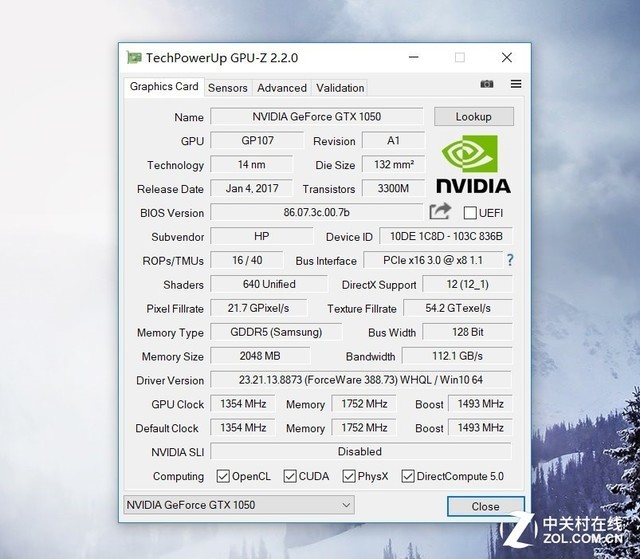 TechPowerUp GPU-Z 2.2.0
Graphics Card Sensors Advanced Validation
Name NVIDIA GeForce GTX 1050 Lookup
GPU GP107 Revision A1
Technology 14 nm Die Size 132 mm²
Release Date Jan 4, 2017 Transistors 3300M
NVIDIA
BIOS Version 86.07.3c.00.7b UEFI
Subvendor HP Device ID 10DE 1C8D - 103C 836B
ROPs/TMUs 16 / 40 Bus Interface PCIe x16 3.0 @ x8 1.1 ?
Shaders 640 Unified DirectX Support 12 (12_1)
Pixel Fillrate 21.7 GPixel/s Texture Fillrate 54.2 GTexel/s
Memory Type GDDR5 (Samsung) Bus Width 128 Bit
Memory Size 2048 MB Bandwidth 112.1 GB/s
Driver Version 23.21.13.8873 (ForceWare 388.73) WHQL / Win10 64
GPU Clock 1354 MHz Memory 1752 MHz Boost 1493 MHz
Default Clock 1354 MHz Memory 1752 MHz Boost 1493 MHz
NVIDIA SLI Disabled
Computing OpenCL CUDA PhysX DirectCompute 5.0
NVIDIA GeForce GTX 1050 Close
Z 中关村在线
ZOL.COM.CN